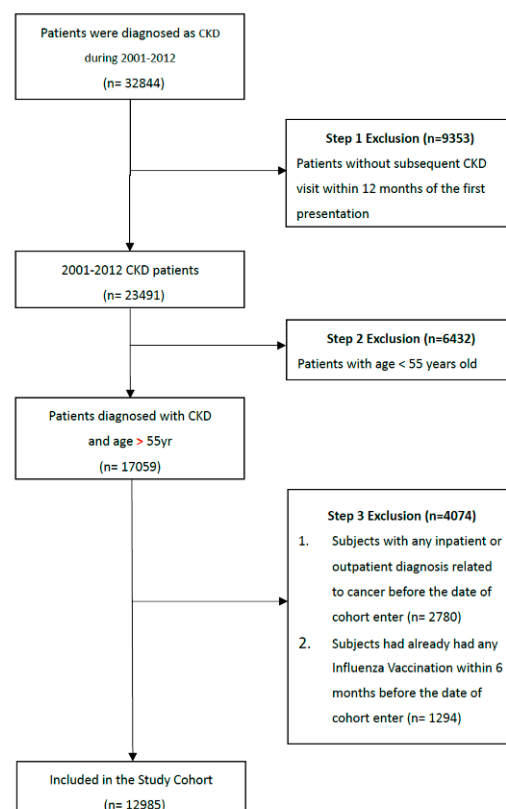 Patients were diagnosed as CKD
during 2001-2012
(n= 32844)
Step 1 Exclusion (n=9353)
Patients without subsequent CKD
visit within 12 months of the first
presentation
2001-2012 CKD patients
(n= 23491)
Step 2 Exclusion (n=6432)
Patients with age < 55 years old
Patients diagnosed with CKD
and age > 55yr
(n= 17059)
Step 3 Exclusion (n=4074)
1. Subjects with any inpatient or
outpatient diagnosis related
to cancer before the date of
cohort enter (n= 2780)
2. Subjects had already had any
Influenza Vaccination within 6
months before the date of
cohort enter (n= 1294)
Included in the Study Cohort
(n= 12985)